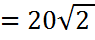 = 20√2